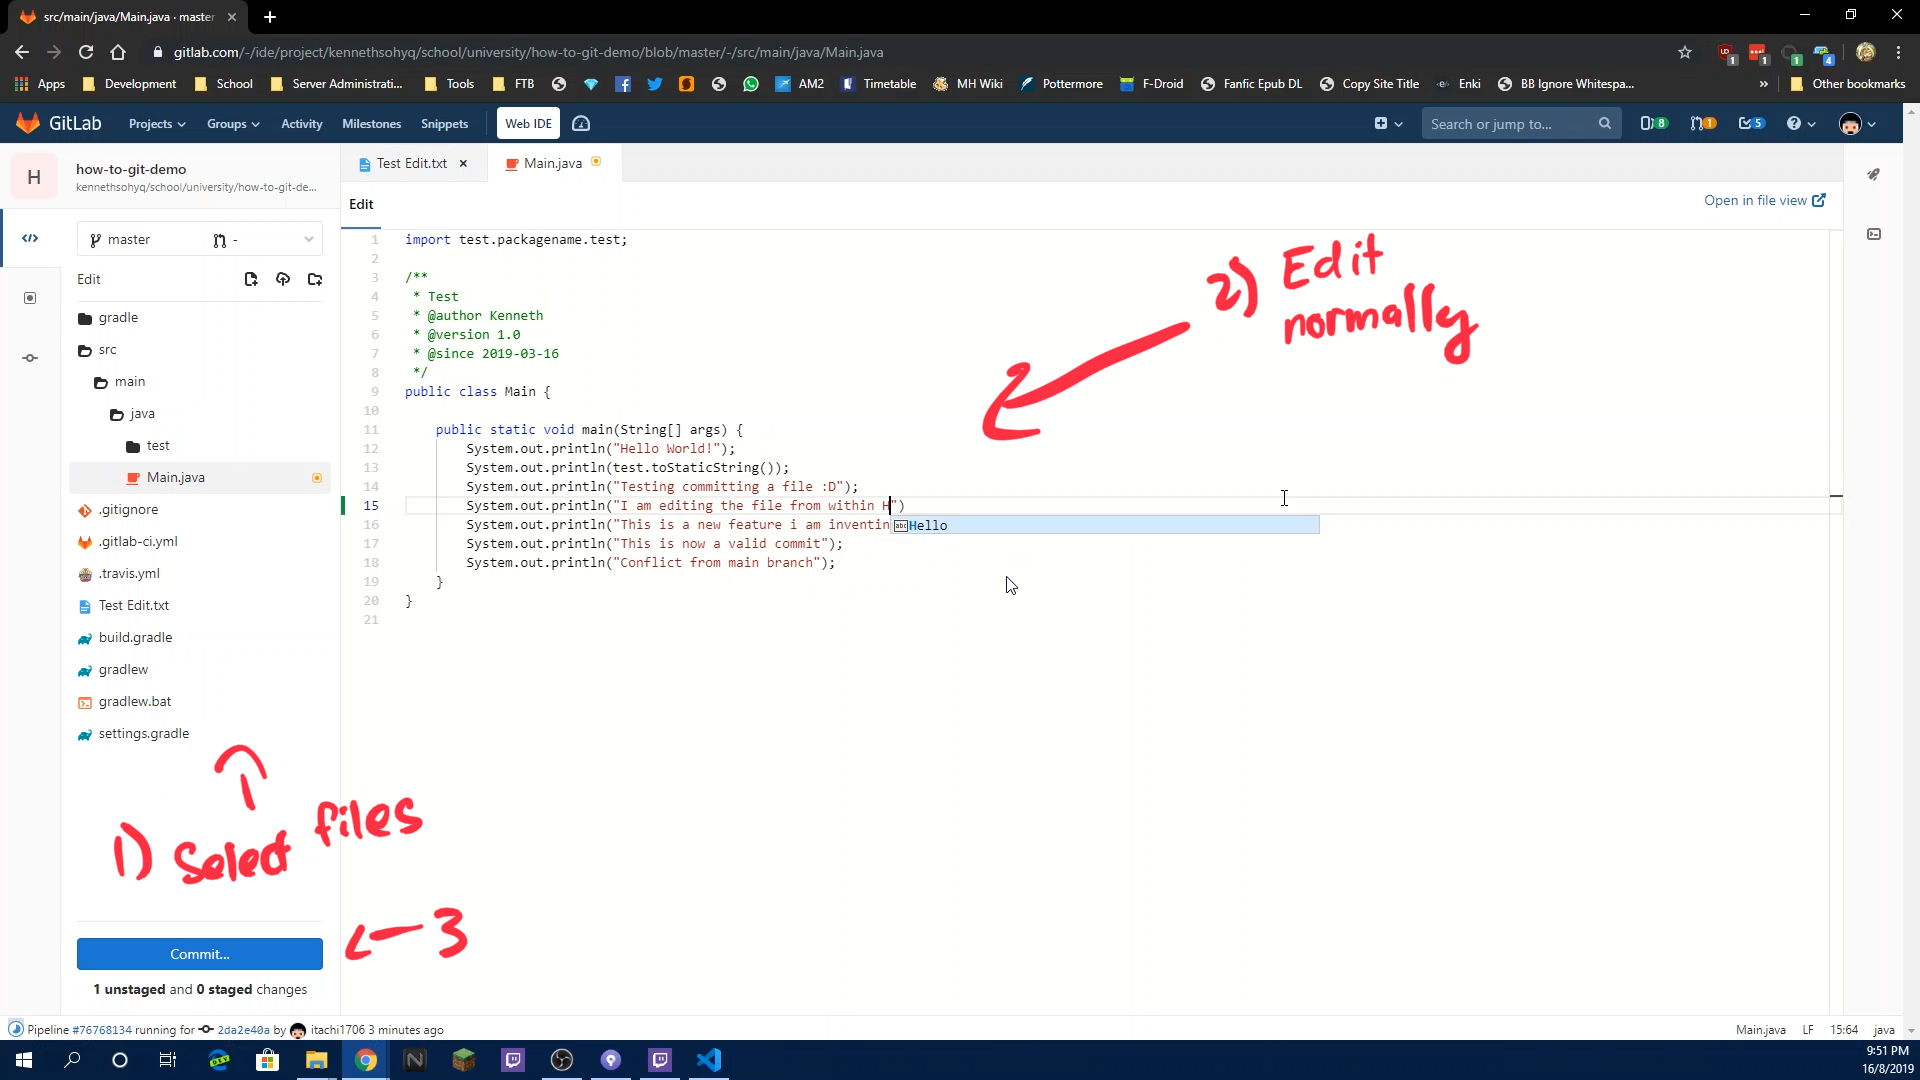 src/main/java/Main.java · master
gitlab.com/-/ide/project/kennethsohyq/school/university/how-to-git-demo/blob/master/-/src/main/java/Main.java
1 1 1 4
Apps Development School Server Administrati... Tools FTB AM2 Timetable MH Wiki Pottermore F-Droid Fanfic Epub DL Copy Site Title Enki BB Ignore Whitespa... » Other bookmarks
GitLab Projects Groups Activity Milestones Snippets Web IDE Search or jump to... 8 1 5
H
how-to-git-demo
kennethsohyq/school/university/how-to-git-de...
Test Edit.txt Main.java
Edit
Open in file view
master -
Edit
gradle
src
main
java
test
Main.java
.gitignore
.gitlab-ci.yml
.travis.yml
Test Edit.txt
build.gradle
gradlew
gradlew.bat
settings.gradle
1 import test.packagename.test;
2
3 /**
4 * Test
5 * @author Kenneth
6 * @version 1.0
7 * @since 2019-03-16
8 */
9 public class Main {
10
11 public static void main(String[] args) {
12 System.out.println("Hello World!");
13 System.out.println(test.toStaticString());
14 System.out.println("Testing committing a file :D");
15 System.out.println("I am editing the file from within H")
16 System.out.println("This is a new feature i am inventin
abc Hello
17 System.out.println("This is now a valid commit");
18 System.out.println("Conflict from main branch");
19 }
20 }
21
2) Edit
normally
1) Select files
3
Commit...
1 unstaged and 0 staged changes
Pipeline #76768134 running for 2da2e40a by itachi1706 3 minutes ago
Main.java LF 15:64 java
DEV
N
9:51 PM
16/8/2019